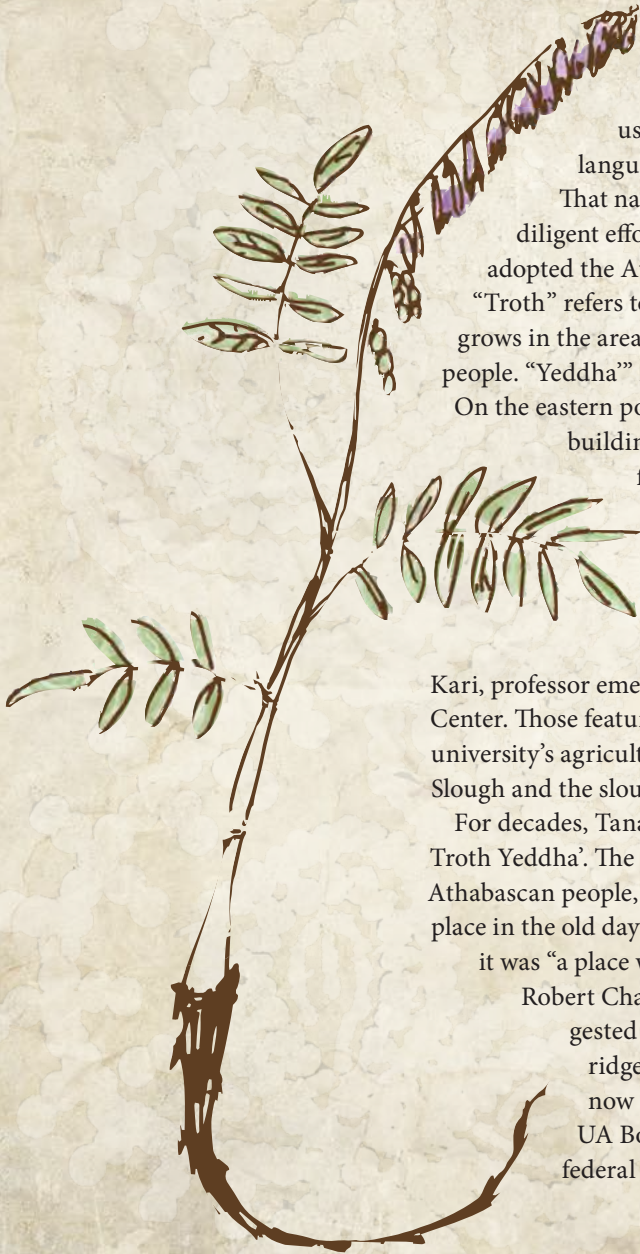 us
langu
That na
diligent effo
adopted the A
“Troth” refers t
grows in the area
people. “Yeddha’”
On the eastern po
buildin
f
Kari, professor eme
Center. Those featu
university’s agricult
Slough and the slou
For decades, Tana
Troth Yeddha’. The
Athabascan people,
place in the old day
it was “a place w
Robert Cha
gested
ridge
now
UA Bo
federal